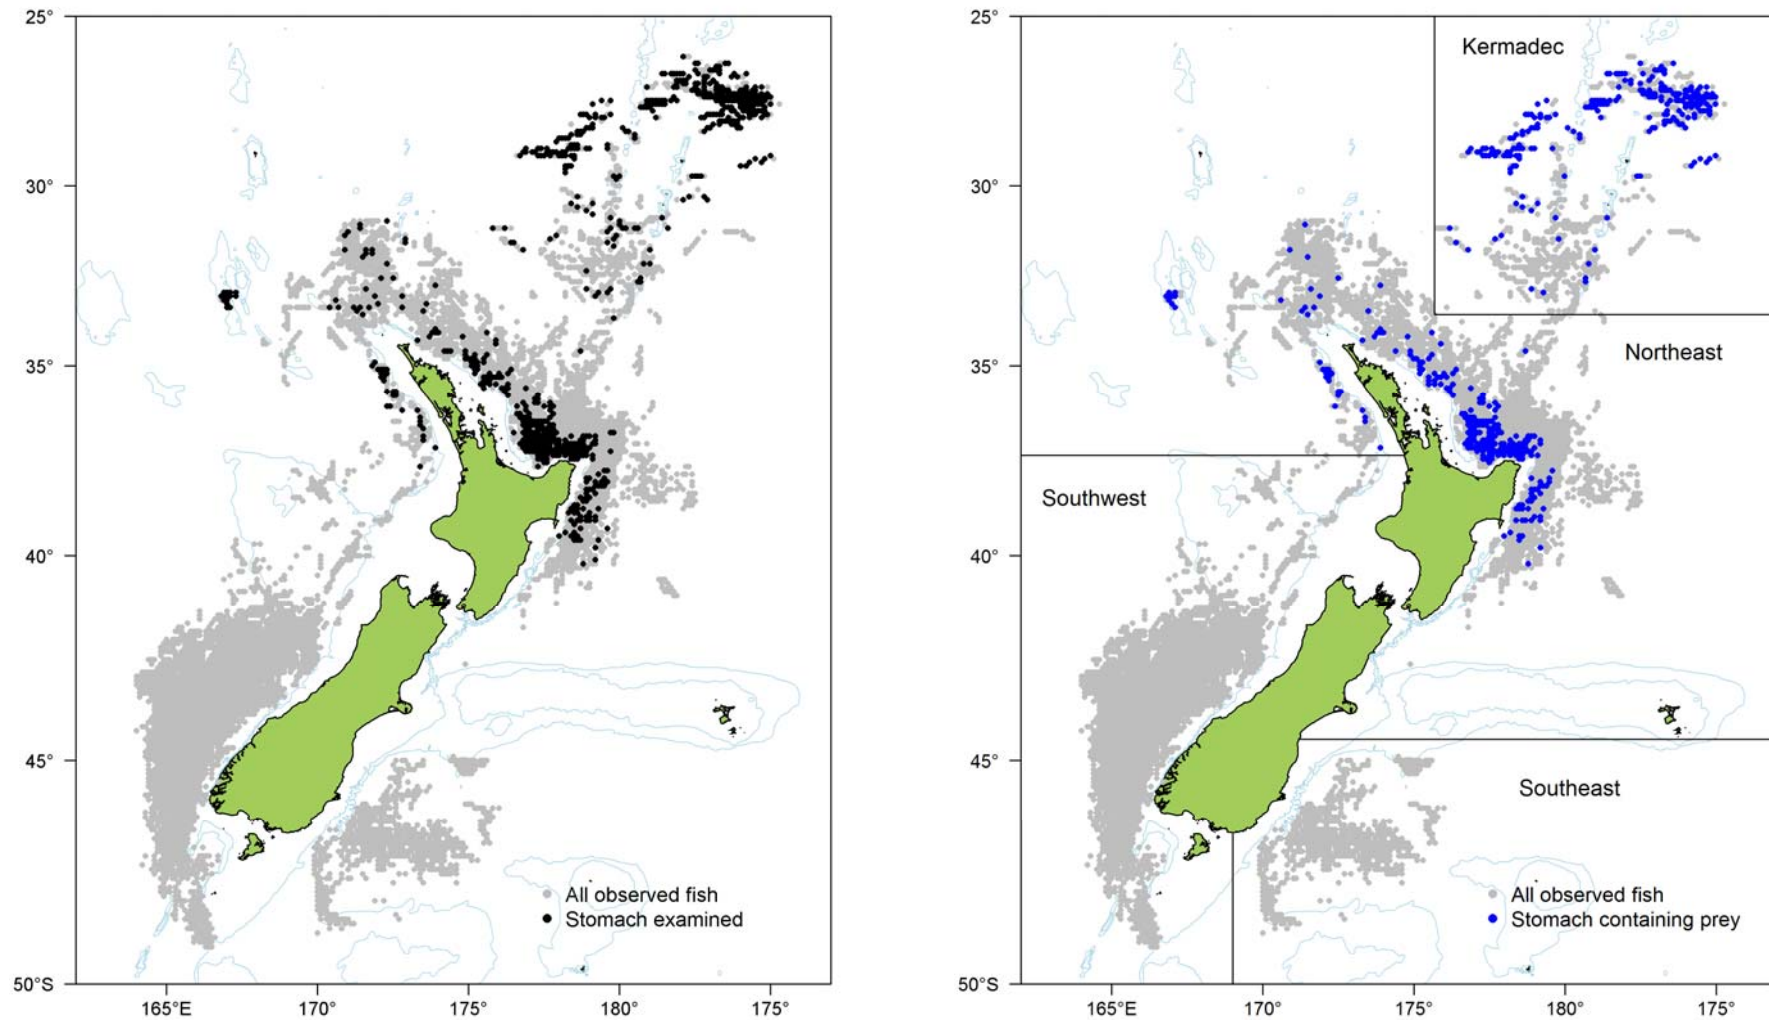 25°
30°
35°
40°
45°
50°S
165°E
170°
175°
180°
175°
All observed fish
Stomach examined
25°
30°
35°
40°
45°
50°S
165°E
170°
175°
180°
175°
Kermadec
Northeast
Southwest
Southeast
All observed fish
Stomach containing prey